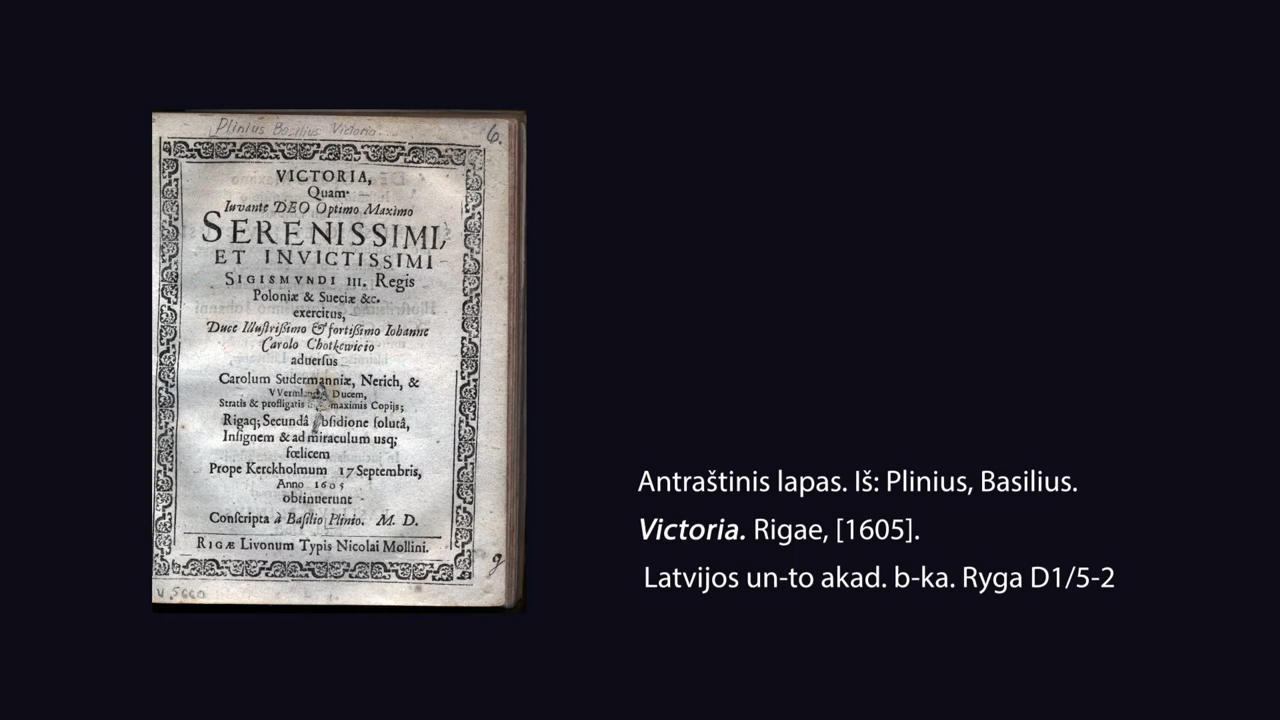 Plinius Basilius Victoria.
6.
VICTORIA,
Quam
Iuvante DEO Optimo Maximo
SERENISSIMI,
ET INVICTISSIMI
SIGISMVNDI III. Regis
Poloniæ & Sueciæ &c.
exercitus,
Duce Illuſtriſſimo & fortiſſimo Iohanne
Carolo Chotkewicio
aduerſus
Carolum Sudermanniæ, Nerich, &
Ducem,
Stratis & profligatis maximis Copijs;
Rigaq; Secundâ obſidione ſolutâ,
Inſignem & ad miraculum usq;
fœlicem
Prope Kerckholmum 17 Septembris,
Anno 1605
obtinuerunt
Conſcripta à Baſilio Plinio. M. D.
RIGÆ Livonum Typis Nicolai Mollini.
V. 5660
Antraštinis lapas. Iš: Plinius, Basilius.
Victoria. Rigae, [1605].
Latvijos un-to akad. b-ka. Ryga D1/5-2